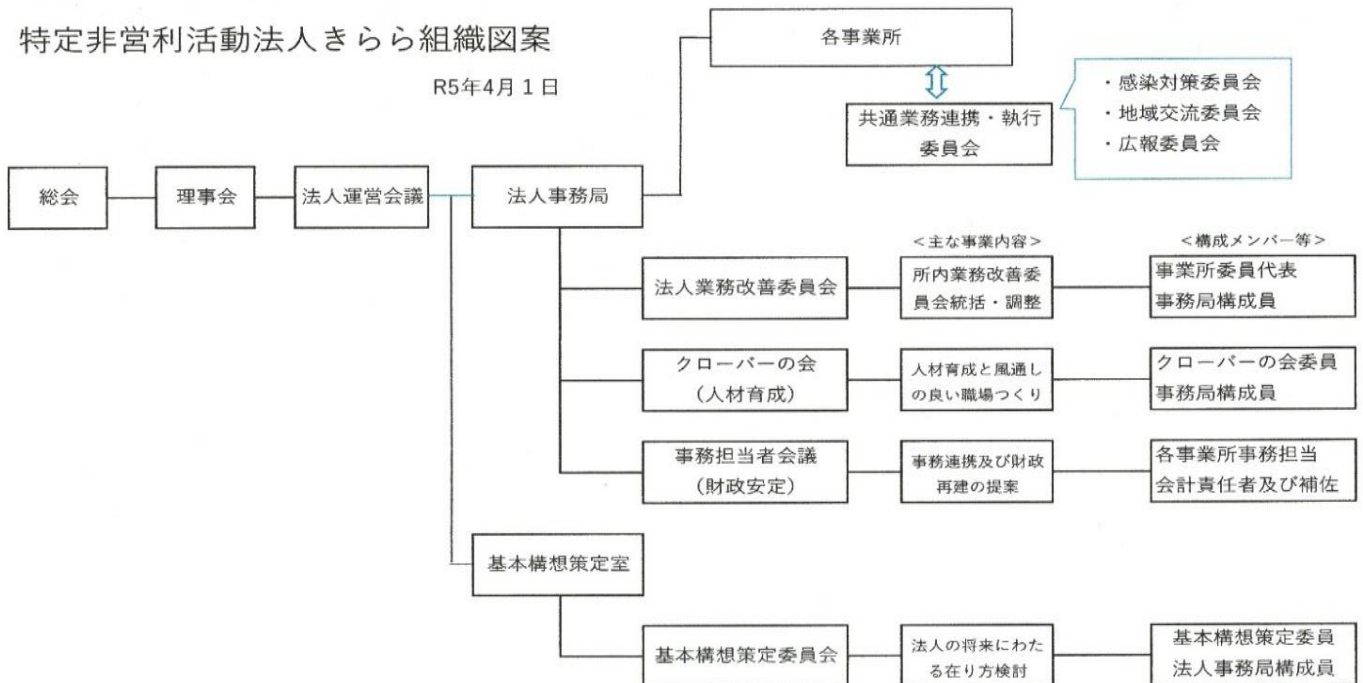 特定非営利活動法人きらら組織図案
R5年4月1日
各事業所
共通業務連携・執行
委員会
・感染対策委員会
・地域交流委員会
・広報委員会
総会
理事会
法人運営会議
法人事務局
＜主な事業内容＞
＜構成メンバー等＞
法人業務改善委員会
所内業務改善委
員会統括・調整
事業所委員代表
事務局構成員
クローバーの会
(人材育成)
人材育成と風通し
の良い職場つくり
クローバーの会委員
事務局構成員
事務担当者会議
(財政安定)
事務連携及び財政
再建の提案
各事業所事務担当
会計責任者及び補佐
基本構想策定室
基本構想策定委員会
法人の将来にわた
る在り方検討
基本構想策定委員
法人事務局構成員